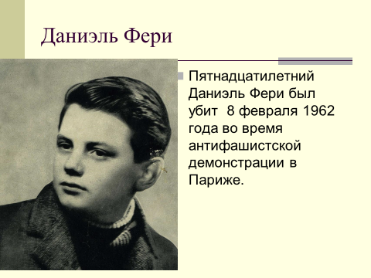 Даниэль Фери
Пятнадцатилетний
Даниэль Фери был
убит 8 февраля 1962
года во время
антифашистской
демонстрации в
Париже.